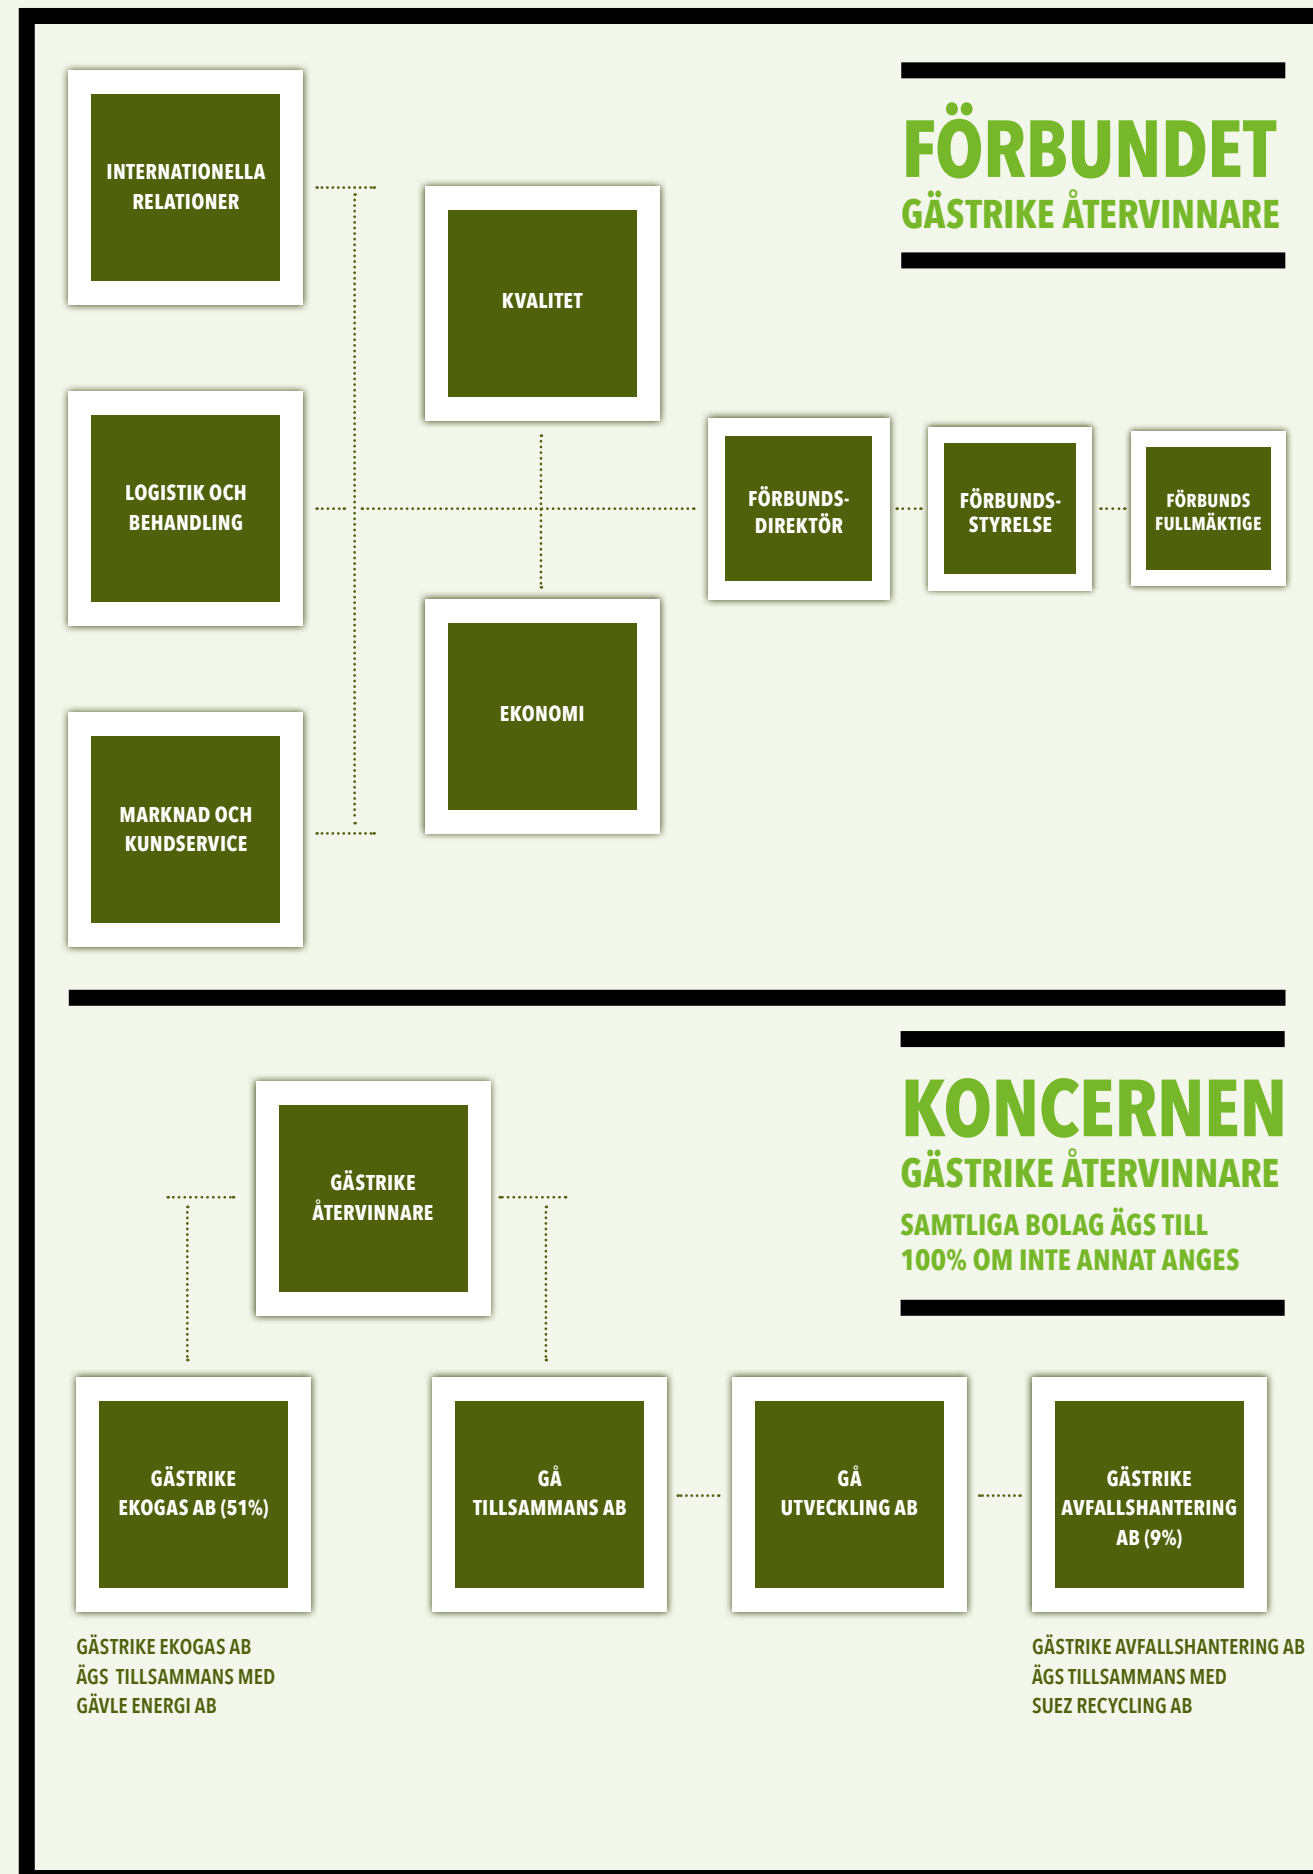 FÖRBUNDET
GÄSTRIKE ÅTERVINNARE
INTERNATIONELLA
RELATIONER
KVALITET
LOGISTIK OCH
BEHANDLING
FÖRBUNDS-
DIREKTÖR
FÖRBUNDS-
STYRELSE
FÖRBUNDS
FULLMÄKTIGE
EKONOMI
MARKNAD OCH
KUNDSERVICE
KONCERNEN
GÄSTRIKE ÅTERVINNARE
SAMTLIGA BOLAG ÄGS TILL
100% OM INTE ANNAT ANGES
GÄSTRIKE
ÅTERVINNARE
GÄSTRIKE
EKOGAS AB (51%)
GÅ
TILLSAMMANS AB
GÅ
UTVECKLING AB
GÄSTRIKE
AVFALLSHANTERING
AB (9%)
GÄSTRIKE EKOGAS AB
ÄGS TILLSAMMANS MED
GÄVLE ENERGI AB
GÄSTRIKE AVFALLSHANTERING AB
ÄGS TILLSAMMANS MED
SUEZ RECYCLING AB